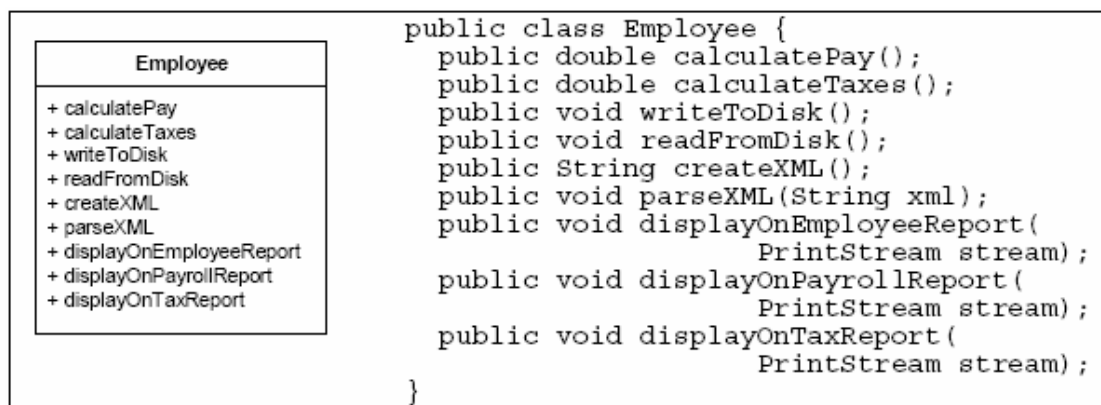 Employee
+ calculatePay
+ calculateTaxes
+ writeToDisk
+ readFromDisk
+ createXML
+ parseXML
+ displayOnEmployeeReport
+ displayOnPayrollReport
+ displayOnTaxReport
public class Employee {
public double calculatePay();
public double calculateTaxes();
public void writeToDisk();
public void readFromDisk();
public String createXML();
public void parseXML(String xml);
public void displayOnEmployeeReport(
PrintStream stream);
public void displayOnPayrollReport(
PrintStream stream);
public void displayOnTaxReport(
PrintStream stream);
}